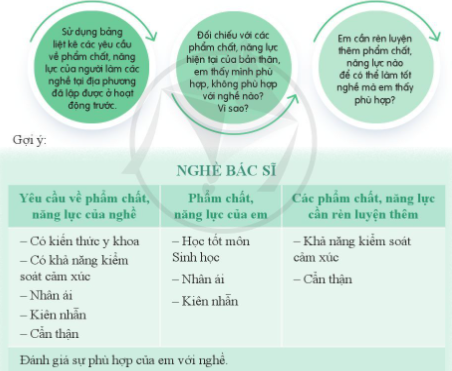 Sử dụng bảng
liệt kê các yêu cầu
về phẩm chất, năng
lực của người làm các
nghề tại địa phương
đã lập được ở hoạt
động trước.
Đối chiếu với các
phẩm chất, năng lực
hiện tại của bản thân,
em thấy mình phù
hợp, không phù hợp
với nghề nào?
Vì sao?
Em cần rèn luyện
thêm phẩm chất,
năng lực nào
để có thể làm tốt
nghề mà em thấy
phù hợp?
Gợi ý:
NGHỀ BÁC SĨ
Yêu cầu về phẩm chất,
năng lực của nghề
– Có kiến thức y khoa
– Có khả năng kiểm
soát cảm xúc
– Nhân ái
– Kiên nhẫn
– Cẩn thận
Phẩm chất,
năng lực của em
– Học tốt môn
Sinh học
– Nhân ái
– Kiên nhẫn
Các phẩm chất, năng lực
cần rèn luyện thêm
– Khả năng kiểm soát
cảm xúc
– Cẩn thận
Đánh giá sự phù hợp của em với nghề.